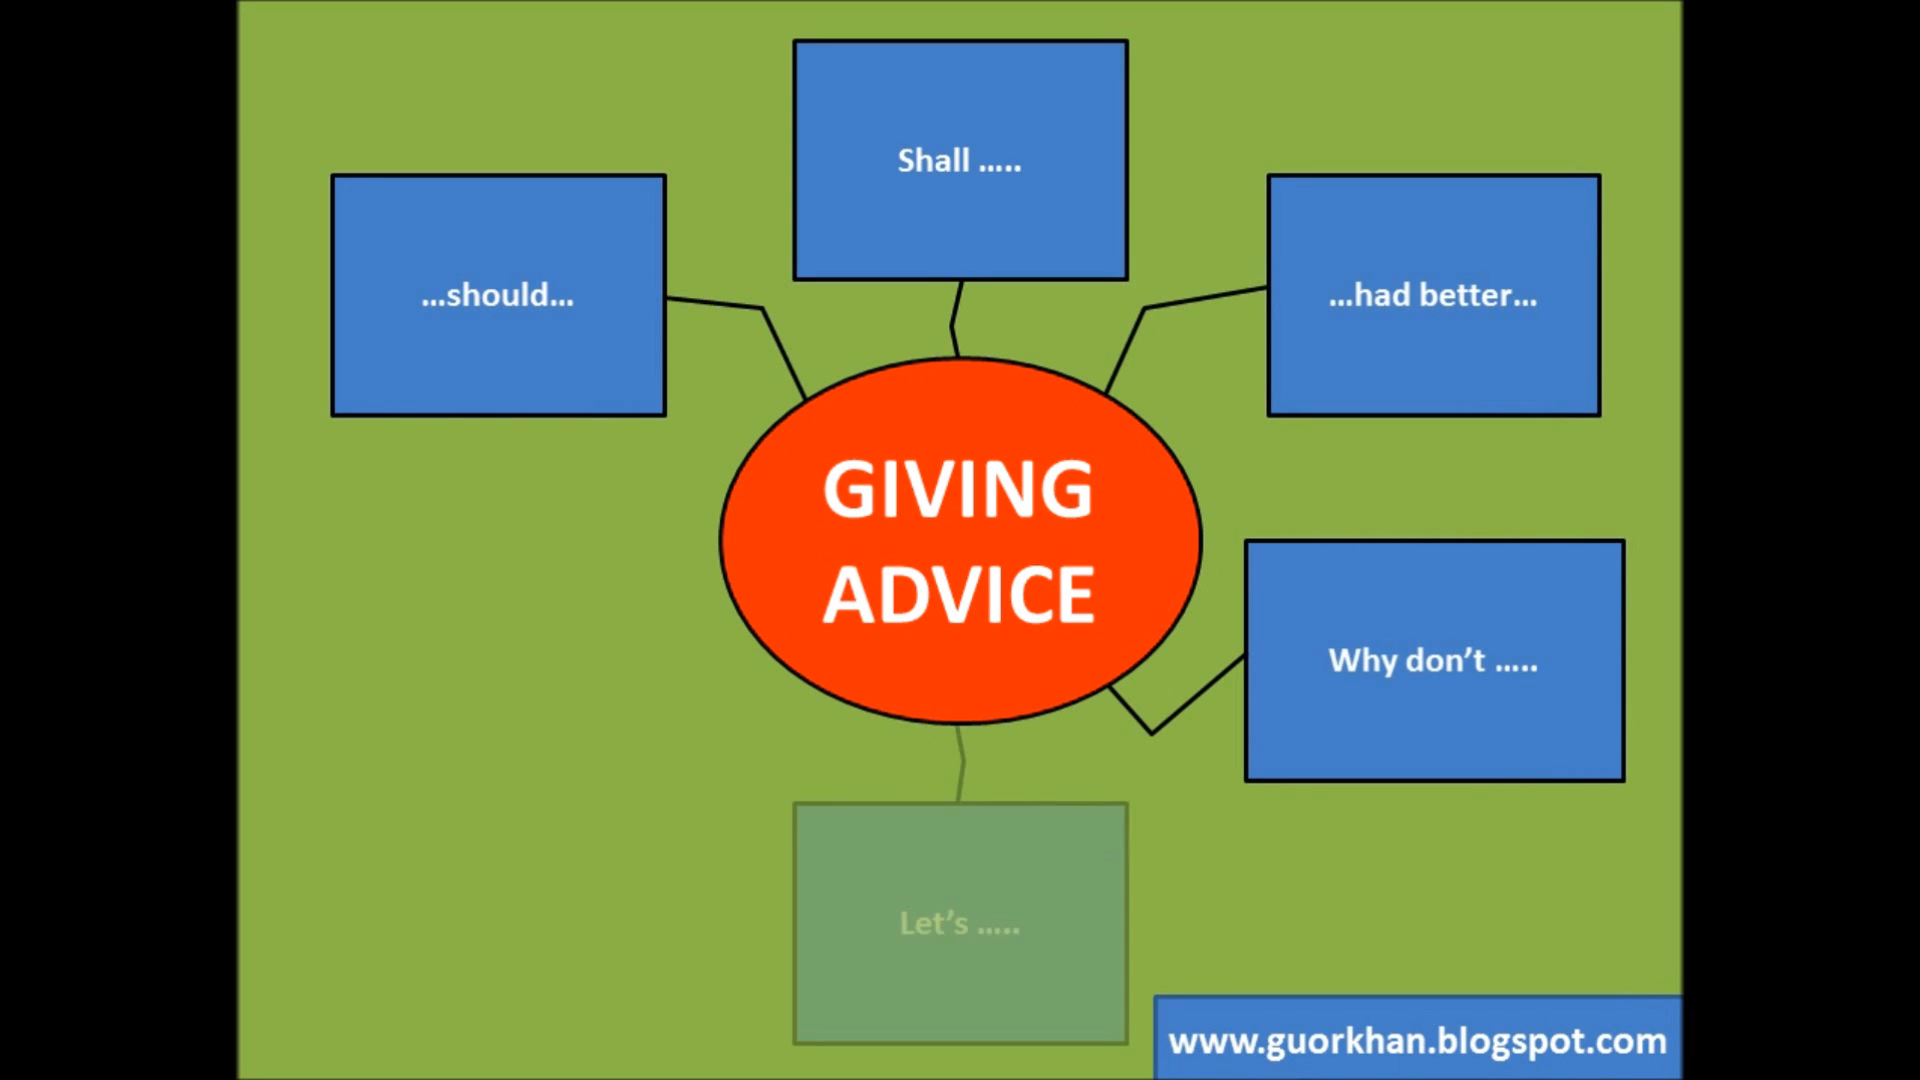 Shall .....
...should...
...had better...
GIVING
ADVICE
Why don’t .....
Let’s .....
www.guorkhan.blogspot.com